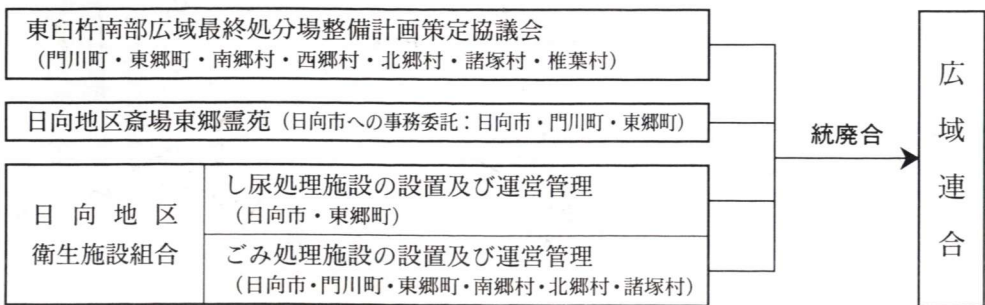 東臼杵南部広域最終処分場整備計画策定協議会
（門川町・東郷町・南郷村・西郷村・北郷村・諸塚村・椎葉村）
日向地区斎場東郷霊苑（日向市への事務委託：日向市・門川町・東郷町）
日向地区
衛生施設組合
し尿処理施設の設置及び運営管理
（日向市・東郷町）
ごみ処理施設の設置及び運営管理
（日向市・門川町・東郷町・南郷村・北郷村・諸塚村）
統廃合
広域連合